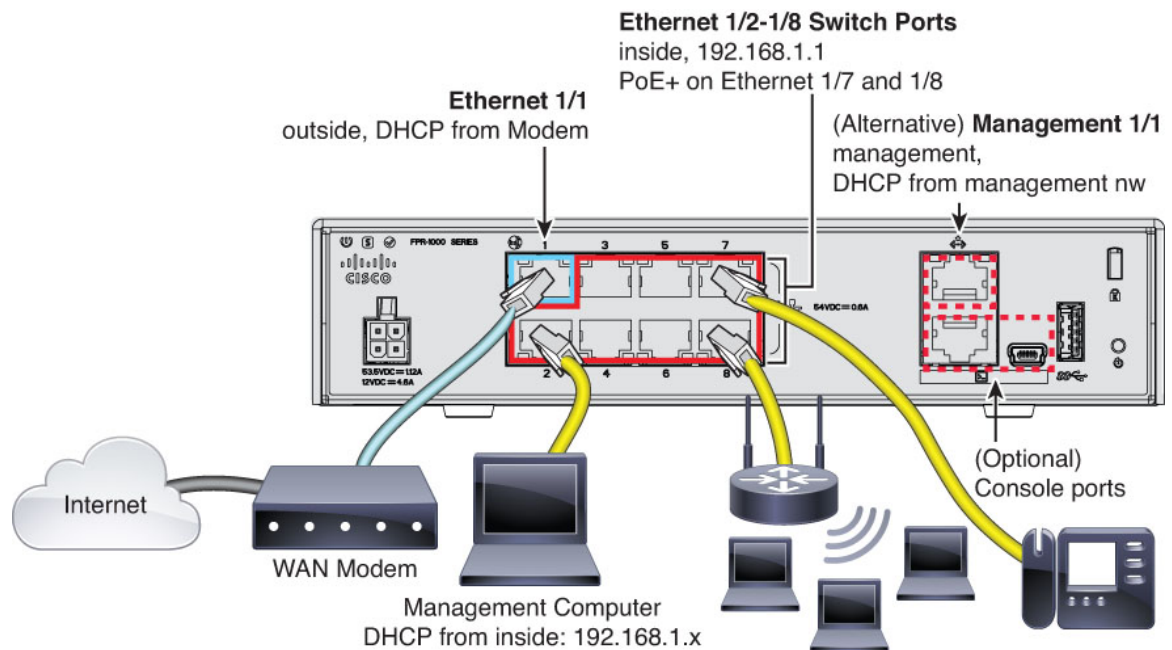 Ethernet 1/2-1/8 Switch Ports
inside, 192.168.1.1
PoE+ on Ethernet 1/7 and 1/8
Ethernet 1/1
outside, DHCP from Modem
(Alternative) Management 1/1
management,
DHCP from management nw
FPR-1000 SERIES
1 3 5 7
CISCO
54VDC⎓0.6A
53.5VDC⎓1.12A
12VDC⎓4.6A
2 4 6 8
(Optional)
Console ports
Internet
WAN Modem
Management Computer
DHCP from inside: 192.168.1.x